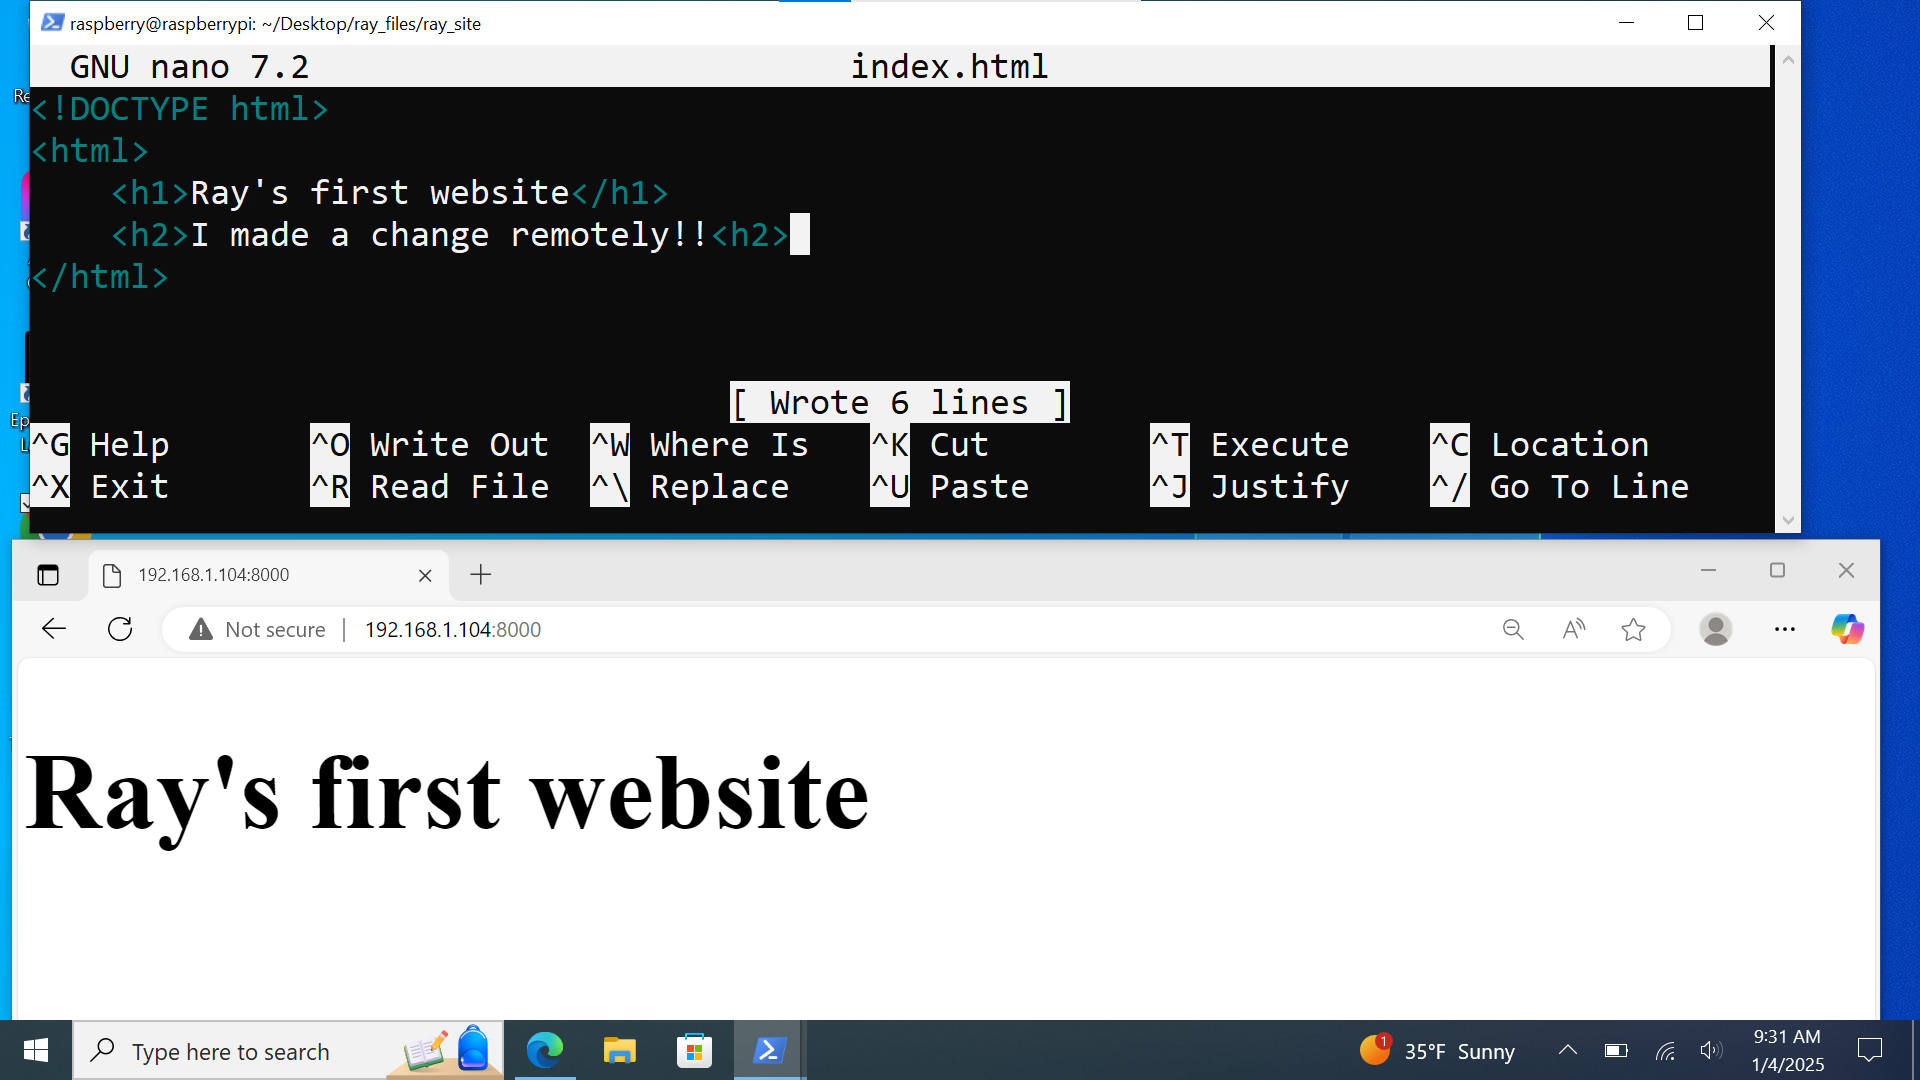 raspberry@raspberrypi: ~/Desktop/ray_files/ray_site
GNU nano 7.2 index.html
<!DOCTYPE html>
<html>
<h1>Ray's first website</h1>
<h2>I made a change remotely!!<h2>
</html>
[ Wrote 6 lines ]
^G Help ^O Write Out ^W Where Is ^K Cut ^T Execute ^C Location
^X Exit ^R Read File ^\ Replace ^U Paste ^J Justify ^/ Go To Line
192.168.1.104:8000
Not secure | 192.168.1.104:8000
Ray's first website
Type here to search
1
35°F Sunny
9:31 AM
1/4/2025